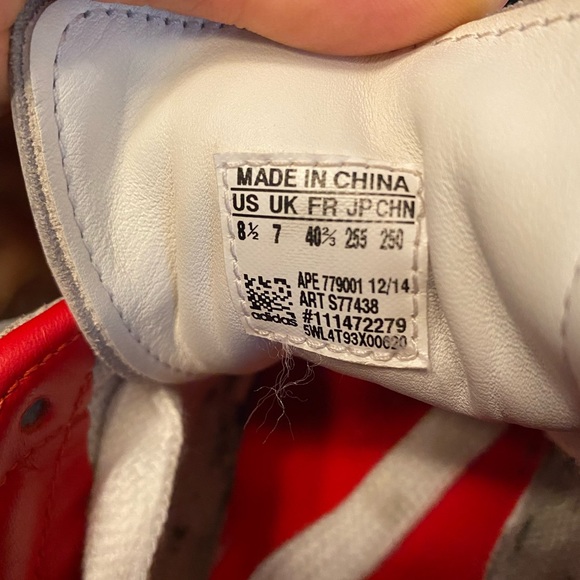 MADE IN CHINA
US UK FR JP CHN
8½ 7 40⅔ 255 250
APE 779001 12/14
ART S77438
#111472279
adidas
5WL4T93X00620